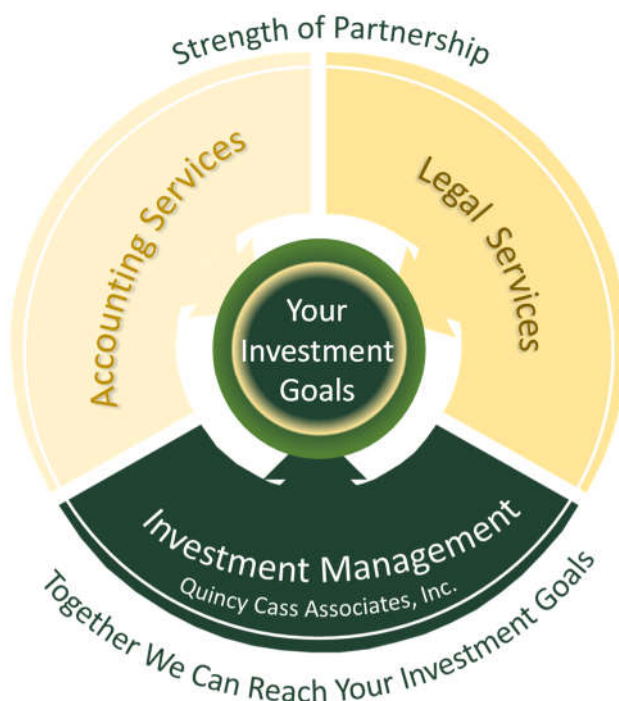 Strength of Partnership
Accounting Services
Legal Services
Your
Investment
Goals
Investment Management
Quincy Cass Associates, Inc.
Together We Can Reach Your Investment Goals